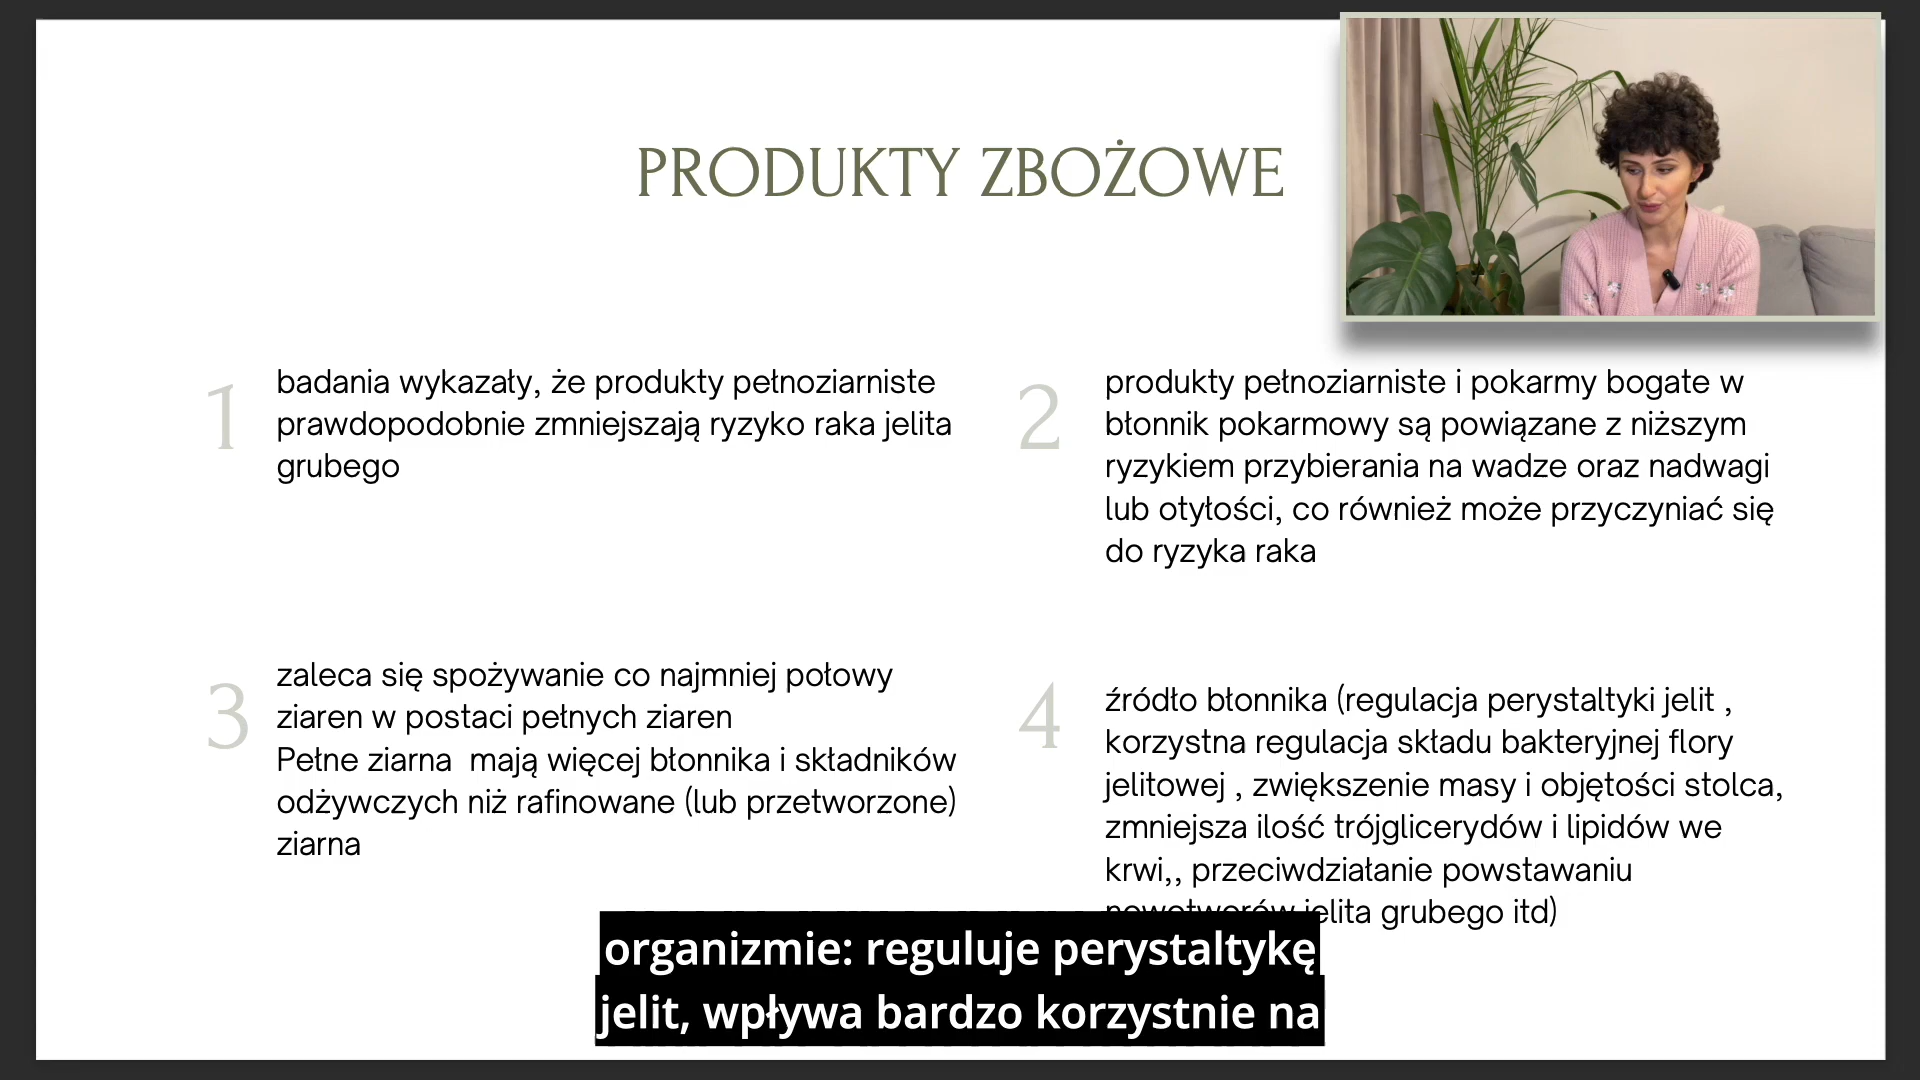 PRODUKTY ZBOŻOWE
1
badania wykazały, że produkty pełnoziarniste
prawdopodobnie zmniejszają ryzyko raka jelita
grubego
2
produkty pełnoziarniste i pokarmy bogate w
błonnik pokarmowy są powiązane z niższym
ryzykiem przybierania na wadze oraz nadwagi
lub otyłości, co również może przyczyniać się
do ryzyka raka
3
zaleca się spożywanie co najmniej połowy
ziaren w postaci pełnych ziaren
Pełne ziarna  mają więcej błonnika i składników
odżywczych niż rafinowane (lub przetworzone)
ziarna
4
źródło błonnika (regulacja perystaltyki jelit ,
korzystna regulacja składu bakteryjnej flory
jelitowej , zwiększenie masy i objętości stolca,
zmniejsza ilość trójglicerydów i lipidów we
krwi,, przeciwdziałanie powstawaniu
nowotworów jelita grubego itd)
organizmie: reguluje perystaltykę
jelit, wpływa bardzo korzystnie na